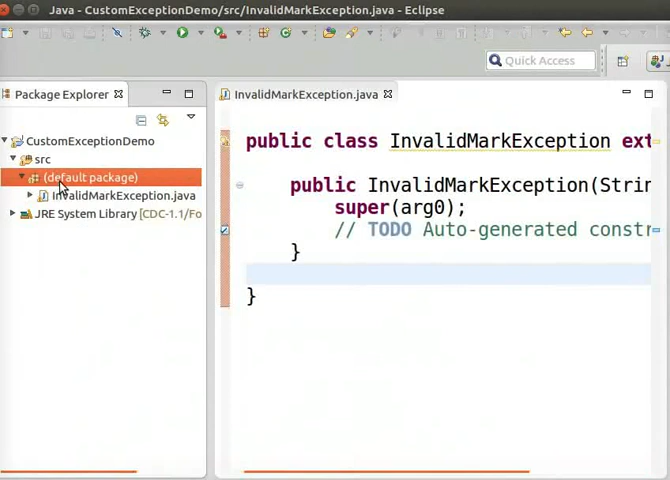 Java - CustomExceptionDemo/src/InvalidMarkException.java - Eclipse
Quick Access
Package Explorer
InvalidMarkException.java
CustomExceptionDemo
src
(default package)
InvalidMarkException.java
JRE System Library [CDC-1.1/Fo
public class InvalidMarkException ext
public InvalidMarkException(Strin
super(arg0);
// TODO Auto-generated constr
}
}